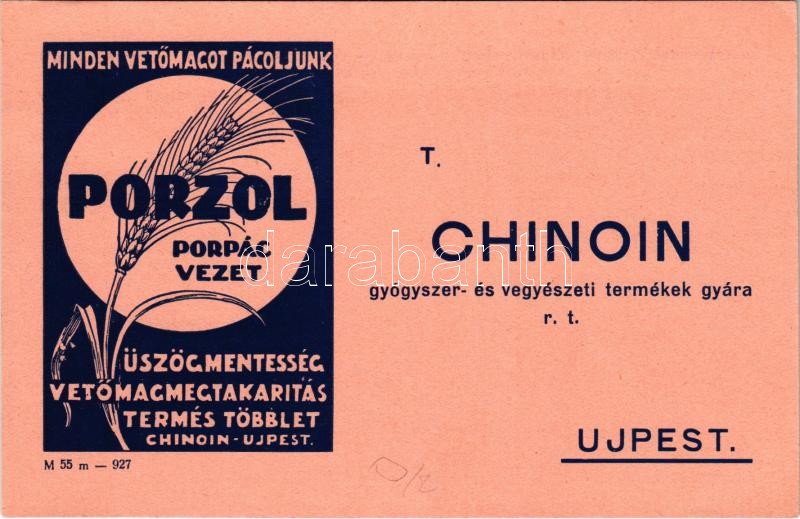 MINDEN VETŐMAGOT PÁCOLJUNK
PORZOL
PORPÁC
VEZET
ÜSZÖGMENTESSÉG
VETŐMAGMEGTAKARITÁS
TERMÉS TÖBBLET
CHINOIN-UJPEST.
M 55 m — 927
T.
CHINOIN
gyógyszer- és vegyészeti termékek gyára
r. t.
UJPEST.
darabanth